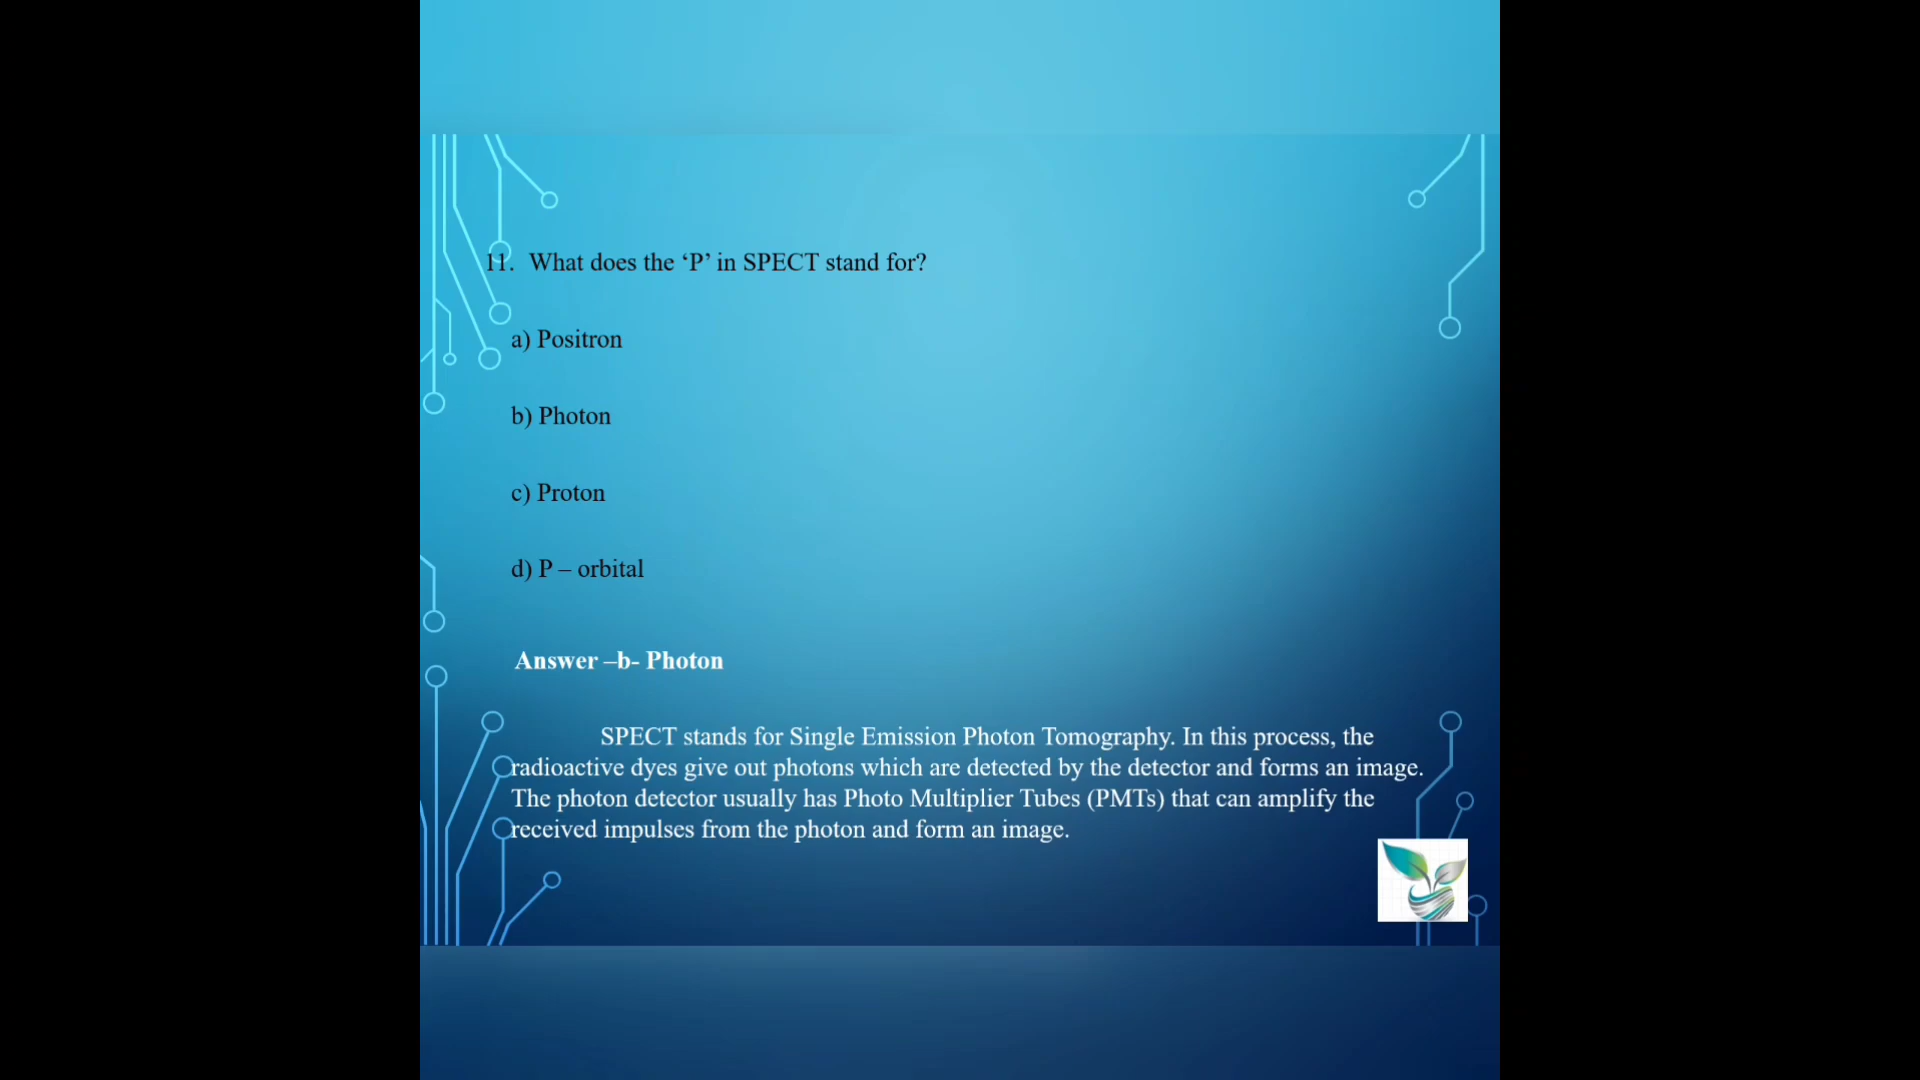 11. What does the ‘P’ in SPECT stand for?
a) Positron
b) Photon
c) Proton
d) P – orbital
Answer –b- Photon
SPECT stands for Single Emission Photon Tomography. In this process, the
radioactive dyes give out photons which are detected by the detector and forms an image.
The photon detector usually has Photo Multiplier Tubes (PMTs) that can amplify the
received impulses from the photon and form an image.